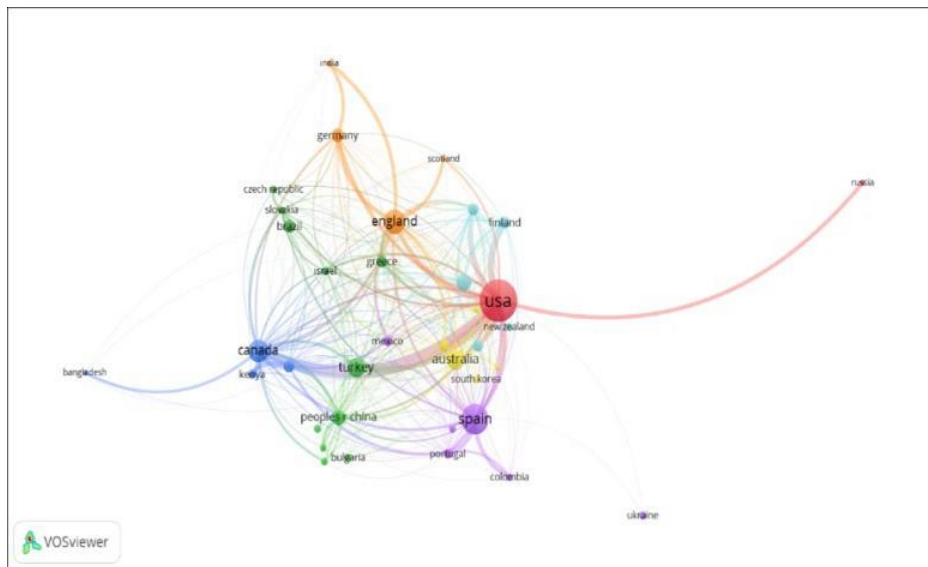 india
germany
scotland
russia
czech republic
slovakia
brazil
england
finland
greece
israel
usa
new zealand
mexico
canada
turkey
australia
bangladesh
kenya
south korea
peoples r china
spain
bulgaria
portugal
colombia
ukraine
VOSviewer